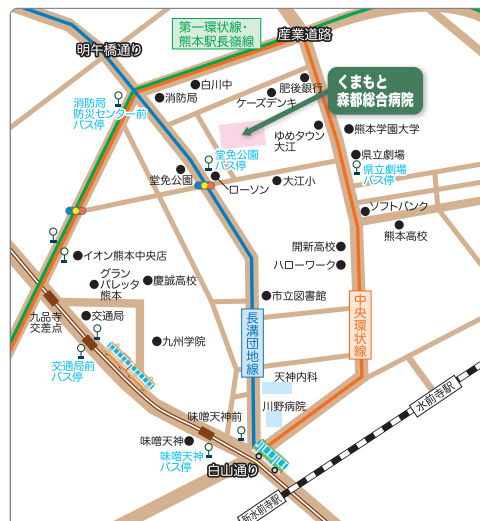 第一環状線・
熊本駅長嶺線
産業道路
明午橋通り
白川中
消防局
肥後銀行
ケーズデンキ
くまもと
森都総合病院
消防局
防災センター前
バス停
ゆめタウン
大江
熊本学園大学
県立劇場
県立劇場
バス停
堂免公園
バス停
堂免公園
ローソン
大江小
ソフトバンク
熊本高校
開新高校
ハローワーク
イオン熊本中央店
グラン
パレッタ
熊本
慶誠高校
九品寺
交差点
交通局
市立図書館
長溝団地線
中央環状線
九州学院
交通局前
バス停
天神内科
川野病院
味噌天神前
味噌天神
味噌天神
バス停
白山通り
水前寺駅
新水前寺駅